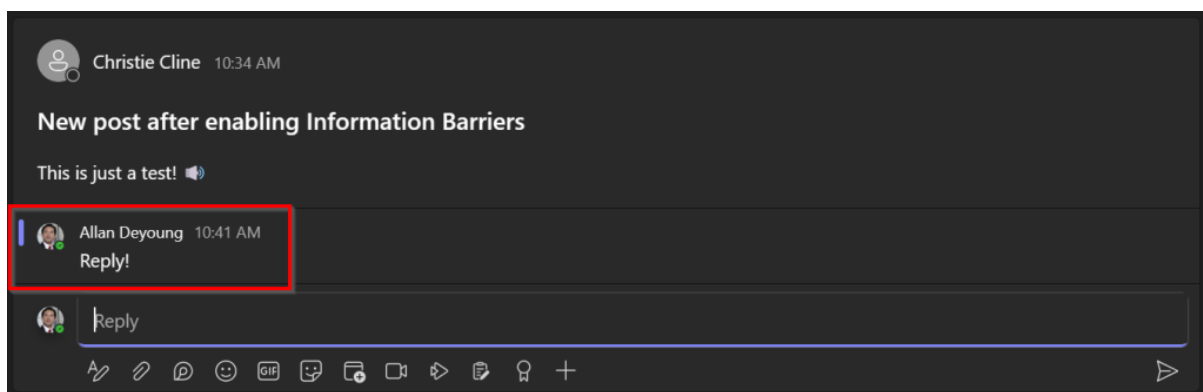 Christie Cline 10:34 AM
New post after enabling Information Barriers
This is just a test! 🔊
Allan Deyoung 10:41 AM
Reply!
Reply
GIF